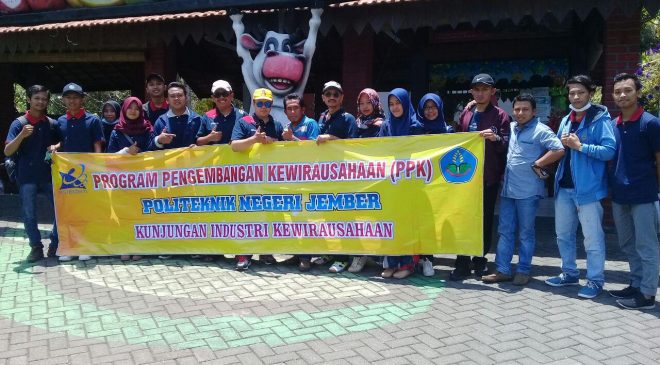 PROGRAM PENGEMBANGAN KEWIRAUSAHAAN (PPK)
POLITEKNIK NEGERI JEMBER
KUNJUNGAN INDUSTRI KEWIRAUSAHAAN